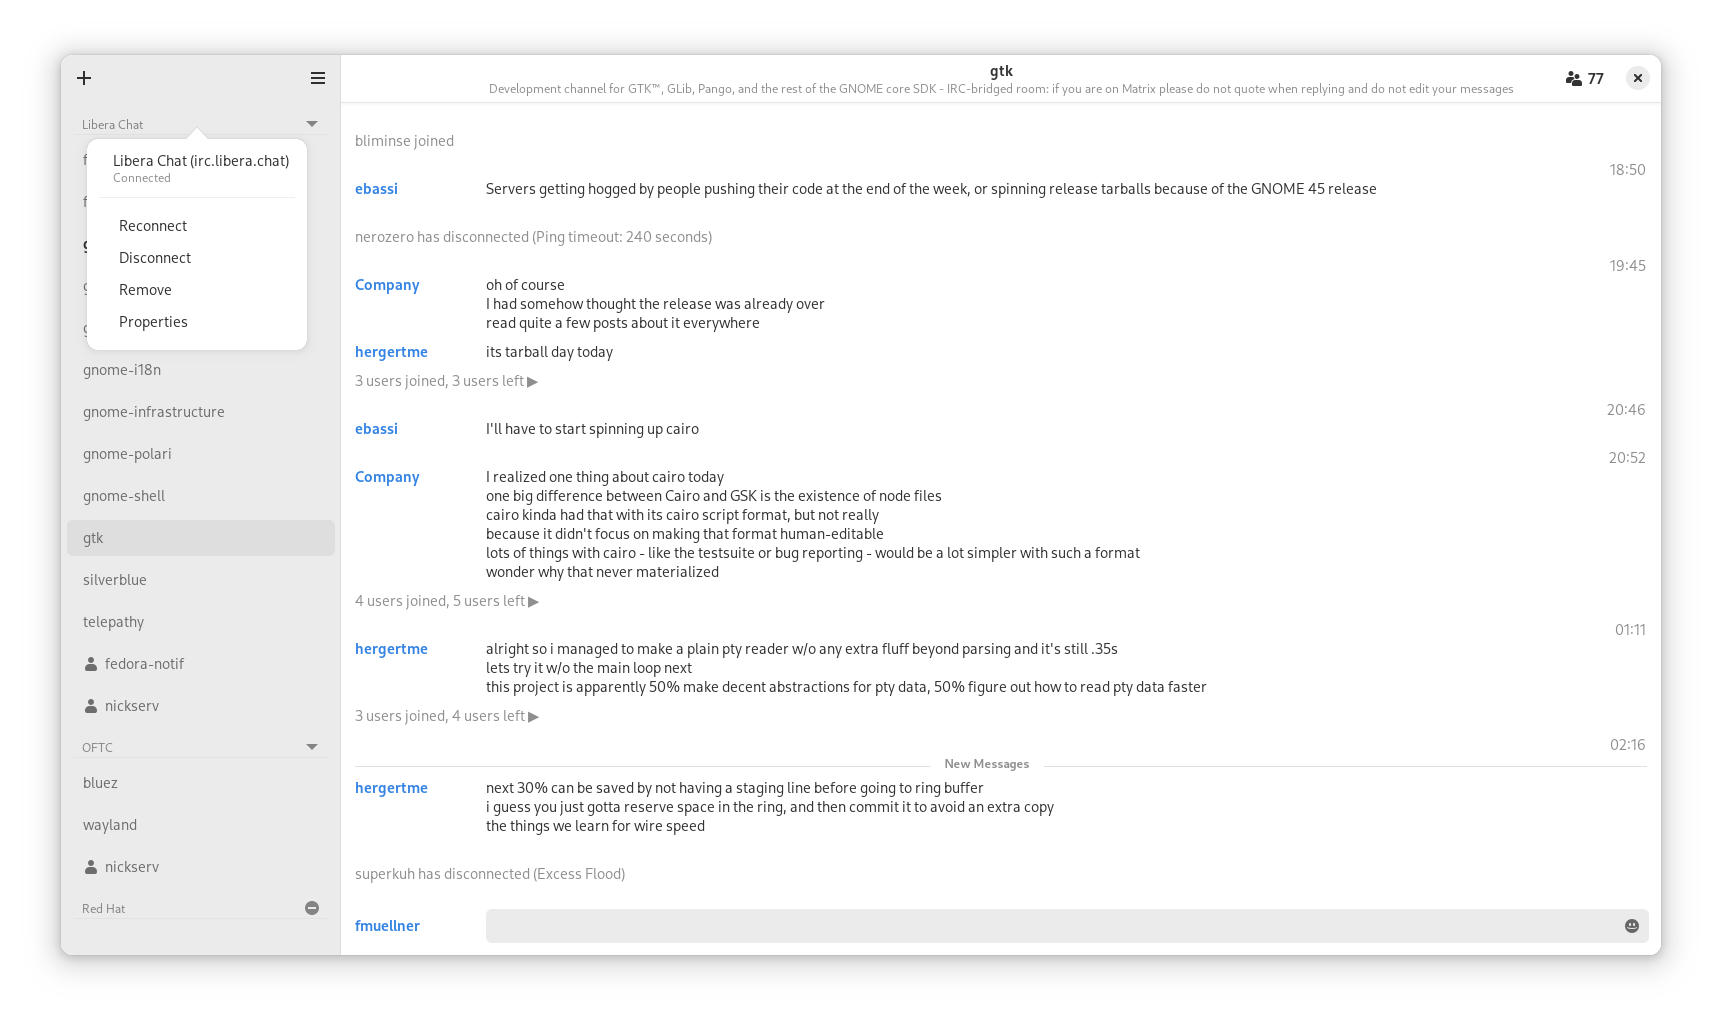 Libera Chat
Libera Chat (irc.libera.chat)
Connected
Reconnect
Disconnect
Remove
Properties
gnome-i18n
gnome-infrastructure
gnome-polari
gnome-shell
gtk
silverblue
telepathy
fedora-notif
nickserv
OFTC
bluez
wayland
nickserv
Red Hat
gtk
Development channel for GTK™, GLib, Pango, and the rest of the GNOME core SDK - IRC-bridged room: if you are on Matrix please do not quote when replying and do not edit your messages
77
bliminse joined
18:50
ebassi Servers getting hogged by people pushing their code at the end of the week, or spinning release tarballs because of the GNOME 45 release
nerozero has disconnected (Ping timeout: 240 seconds)
19:45
Company oh of course
I had somehow thought the release was already over
read quite a few posts about it everywhere
hergertme its tarball day today
3 users joined, 3 users left ▶
20:46
ebassi I'll have to start spinning up cairo
20:52
Company I realized one thing about cairo today
one big difference between Cairo and GSK is the existence of node files
cairo kinda had that with its cairo script format, but not really
because it didn't focus on making that format human-editable
lots of things with cairo - like the testsuite or bug reporting - would be a lot simpler with such a format
wonder why that never materialized
4 users joined, 5 users left ▶
01:11
hergertme alright so i managed to make a plain pty reader w/o any extra fluff beyond parsing and it's still .35s
lets try it w/o the main loop next
this project is apparently 50% make decent abstractions for pty data, 50% figure out how to read pty data faster
3 users joined, 4 users left ▶
02:16
New Messages
hergertme next 30% can be saved by not having a staging line before going to ring buffer
i guess you just gotta reserve space in the ring, and then commit it to avoid an extra copy
the things we learn for wire speed
superkuh has disconnected (Excess Flood)
fmuellner